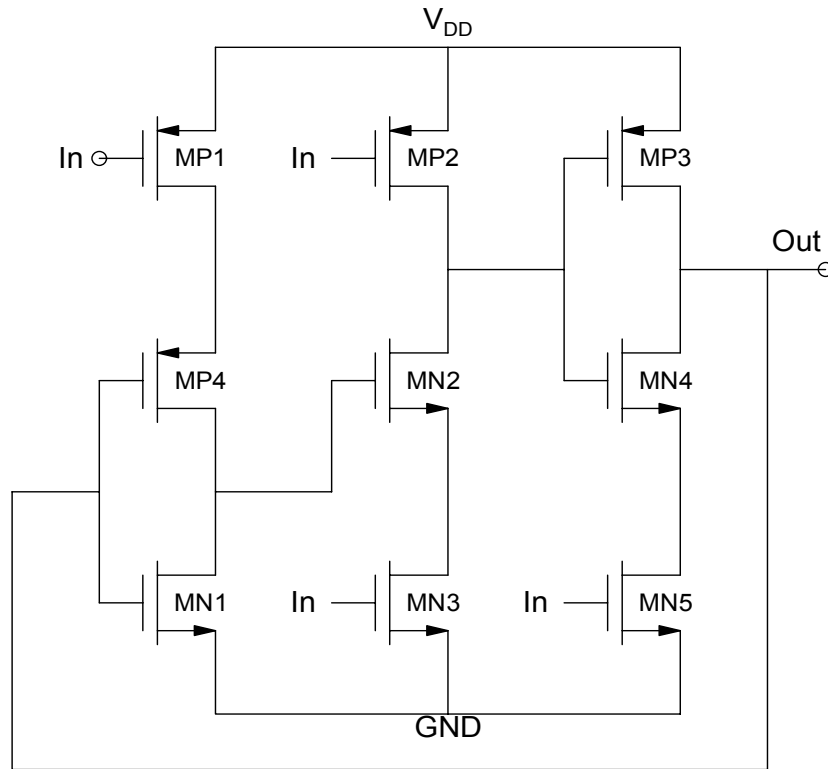 V_DD
In
MP1
In
MP2
MP3
Out
MP4
MN2
MN4
MN1
In
MN3
In
MN5
GND